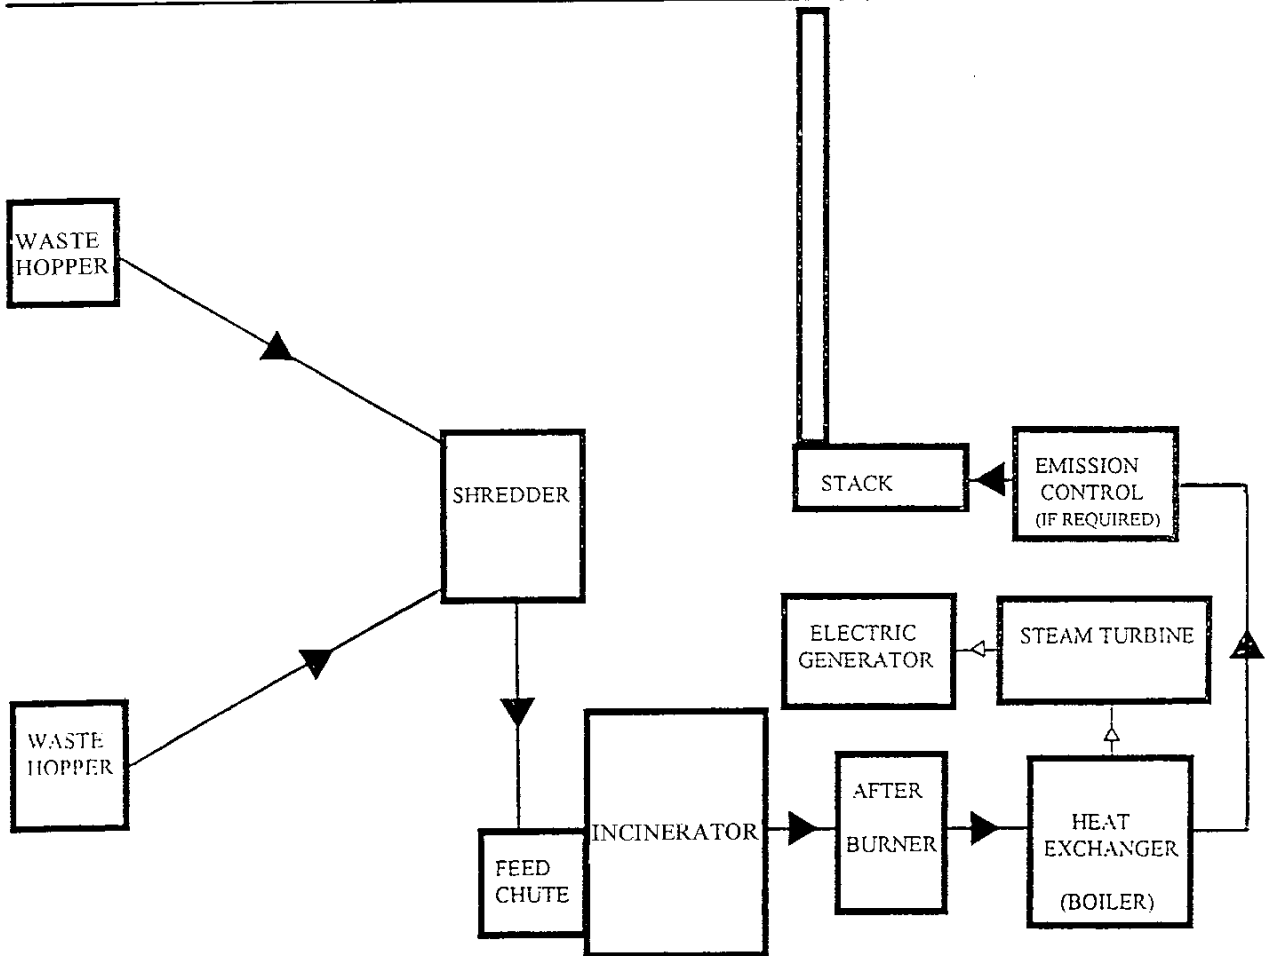 WASTE
HOPPER
SHREDDER
WASTE
HOPPER
FEED
CHUTE
INCINERATOR
AFTER
BURNER
HEAT
EXCHANGER
(BOILER)
STEAM TURBINE
ELECTRIC
GENERATOR
EMISSION
CONTROL
(IF REQUIRED)
STACK